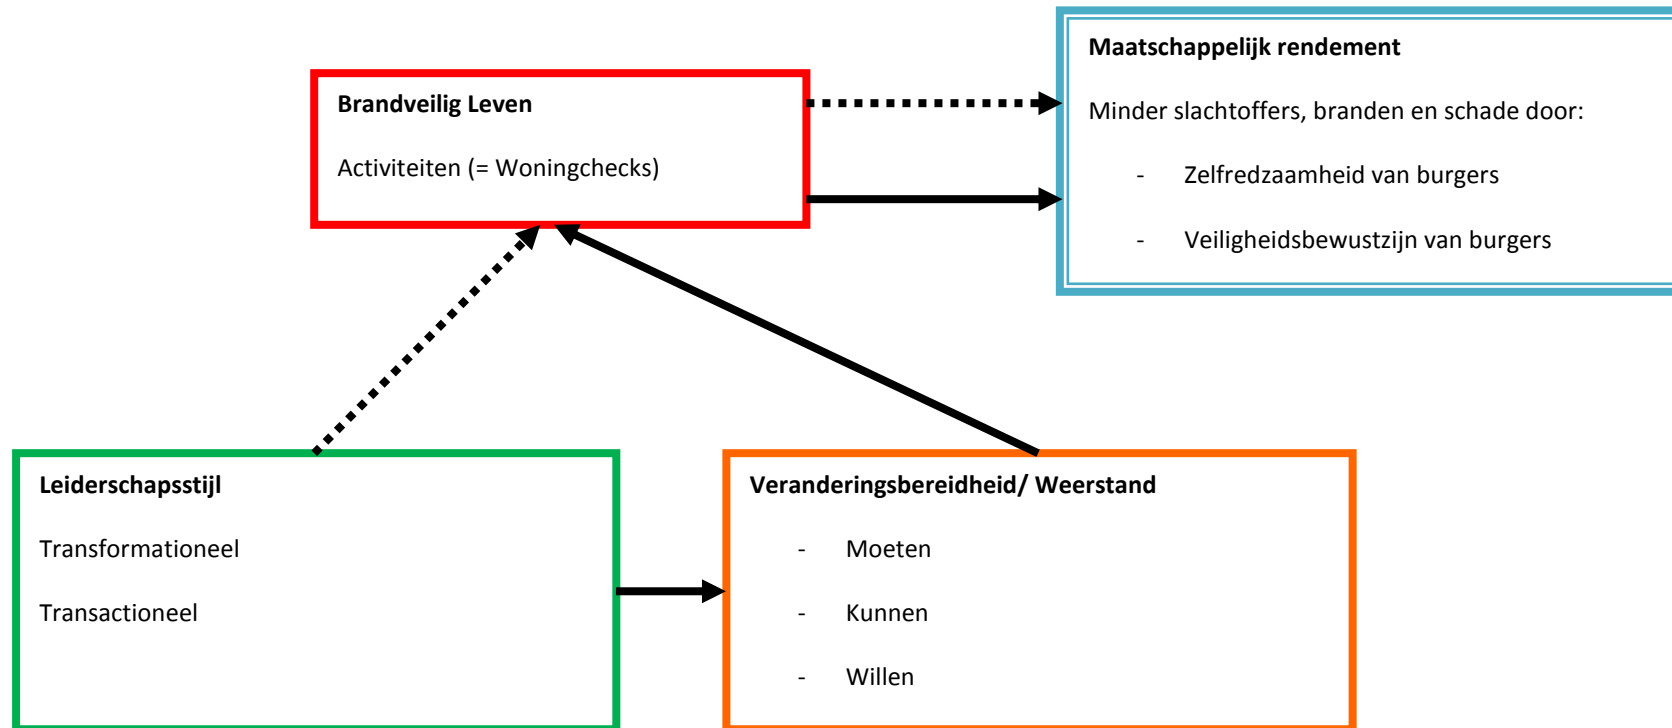 Maatschappelijk rendement
Minder slachtoffers, branden en schade door:
- Zelfredzaamheid van burgers
- Veiligheidsbewustzijn van burgers
Brandveilig Leven
Activiteiten (= Woningchecks)
Leiderschapsstijl
Transformationeel
Transactioneel
Veranderingsbereidheid/ Weerstand
- Moeten
- Kunnen
- Willen